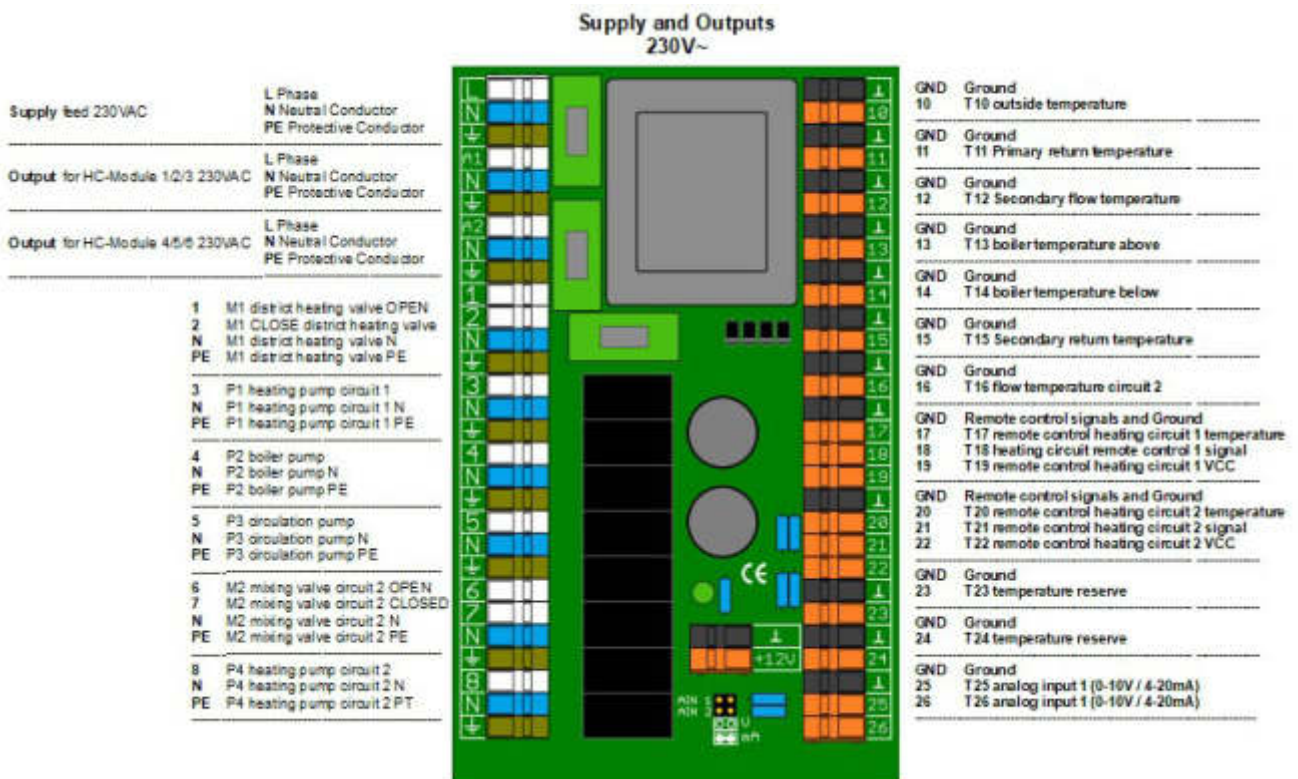 Supply and Outputs
230V~
Supply feed 230VAC
L Phase
N Neutral Conductor
PE Protective Conductor
Output for HC-Module 1/2/3 230VAC
L Phase
N Neutral Conductor
PE Protective Conductor
Output for HC-Module 4/5/6 230VAC
L Phase
N Neutral Conductor
PE Protective Conductor
1 M1 district heating valve OPEN
2 M1 CLOSE district heating valve
N M1 district heating valve N
PE M1 district heating valve PE
3 P1 heating pump circuit 1
N P1 heating pump circuit 1 N
PE P1 heating pump circuit 1 PE
4 P2 boiler pump
N P2 boiler pump N
PE P2 boiler pump PE
5 P3 circulation pump
N P3 circulation pump N
PE P3 circulation pump PE
6 M2 mixing valve circuit 2 OPEN
7 M2 mixing valve circuit 2 CLOSED
N M2 mixing valve circuit 2 N
PE M2 mixing valve circuit 2 PE
8 P4 heating pump circuit 2
N P4 heating pump circuit 2 N
PE P4 heating pump circuit 2 PT
L
N
A1
N
A2
N
1
2
N
3
N
4
N
5
N
6
7
N
8
N
CE
+12V
AIN 1
AIN 2
V
mA
10
11
12
13
14
15
16
17
18
19
20
21
22
23
24
25
26
GND Ground
10 T10 outside temperature
GND Ground
11 T11 Primary return temperature
GND Ground
12 T12 Secondary flow temperature
GND Ground
13 T13 boiler temperature above
GND Ground
14 T14 boiler temperature below
GND Ground
15 T15 Secondary return temperature
GND Ground
16 T16 flow temperature circuit 2
GND Remote control signals and Ground
17 T17 remote control heating circuit 1 temperature
18 T18 heating circuit remote control 1 signal
19 T19 remote control heating circuit 1 VCC
GND Remote control signals and Ground
20 T20 remote control heating circuit 2 temperature
21 T21 remote control heating circuit 2 signal
22 T22 remote control heating circuit 2 VCC
GND Ground
23 T23 temperature reserve
GND Ground
24 T24 temperature reserve
GND Ground
25 T25 analog input 1 (0-10V / 4-20mA)
26 T26 analog input 1 (0-10V / 4-20mA)